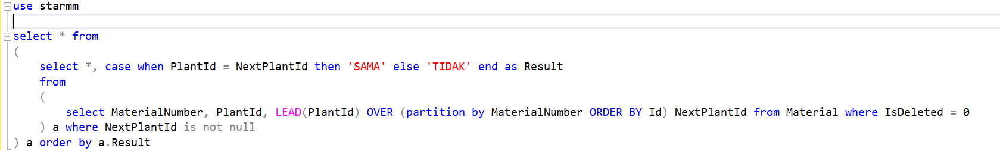 use starmm
select * from
(
select *, case when PlantId = NextPlantId then 'SAMA' else 'TIDAK' end as Result
from
(
select MaterialNumber, PlantId, LEAD(PlantId) OVER (partition by MaterialNumber ORDER BY Id) NextPlantId from Material where IsDeleted = 0
) a where NextPlantId is not null
) a order by a.Result